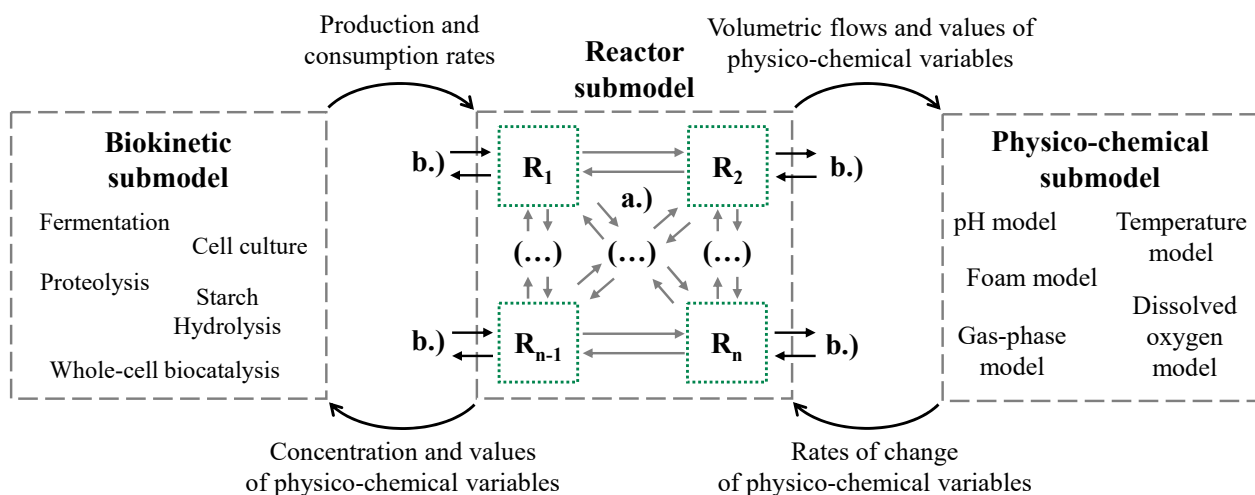 Production and
consumption rates
Reactor
submodel
Volumetric flows and values of
physico-chemical variables
Biokinetic
submodel
Fermentation
Cell culture
Proteolysis
Starch
Hydrolysis
Whole-cell biocatalysis
b.)
R1
R2
b.)
a.)
(…)
(…)
(…)
b.)
Rn-1
Rn
b.)
Physico-chemical
submodel
pH model
Temperature
model
Foam model
Dissolved
oxygen
model
Gas-phase
model
Concentration and values
of physico-chemical variables
Rates of change
of physico-chemical variables